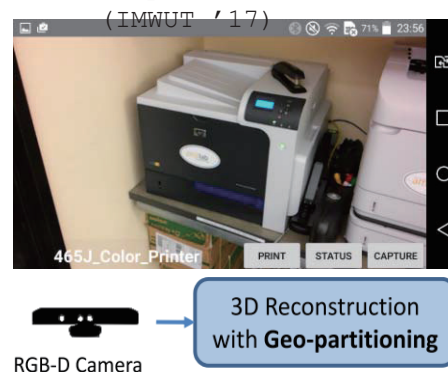 (IMWUT '17)
71% 23:56
465J_Color_Printer
PRINT STATUS CAPTURE
3D Reconstruction
with Geo-partitioning
RGB-D Camera